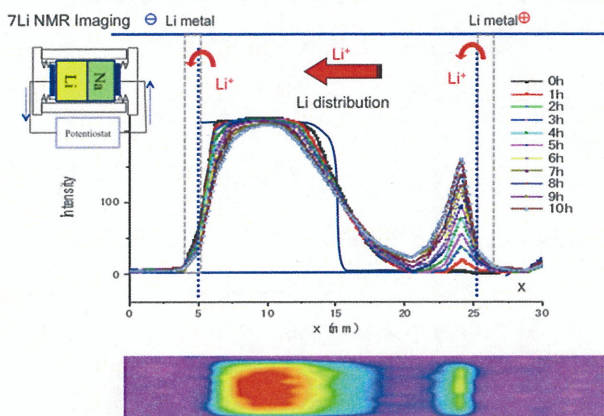 7Li NMR Imaging ⊖ Li metal Li metal ⊕
Li Na
Potentiostat
Li⁺ Li⁺ Li⁺
Li distribution
0h
1h
2h
3h
4h
5h
6h
7h
8h
9h
10h
Intensity
100
0
0 5 10 15 20 25 30
x
x (mm)